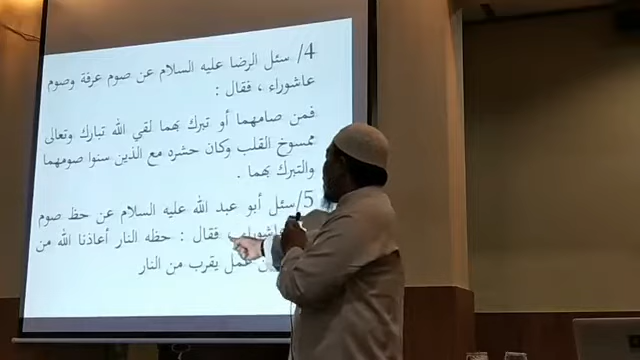 4/ سئل الرضا عليه السلام عن صوم عرفة وصوم
عاشوراء ، فقال :
فمن صامهما أو تبرك بهما لقي الله تبارك وتعالى
ممسوخ القلب وكان حشره مع الذين سنوا صومهما
والتبرك بهما .
5/سئل أبو عبد الله عليه السلام عن حظ صوم
فقال : حظه النار أعاذنا الله من
عمل يقرب من النار